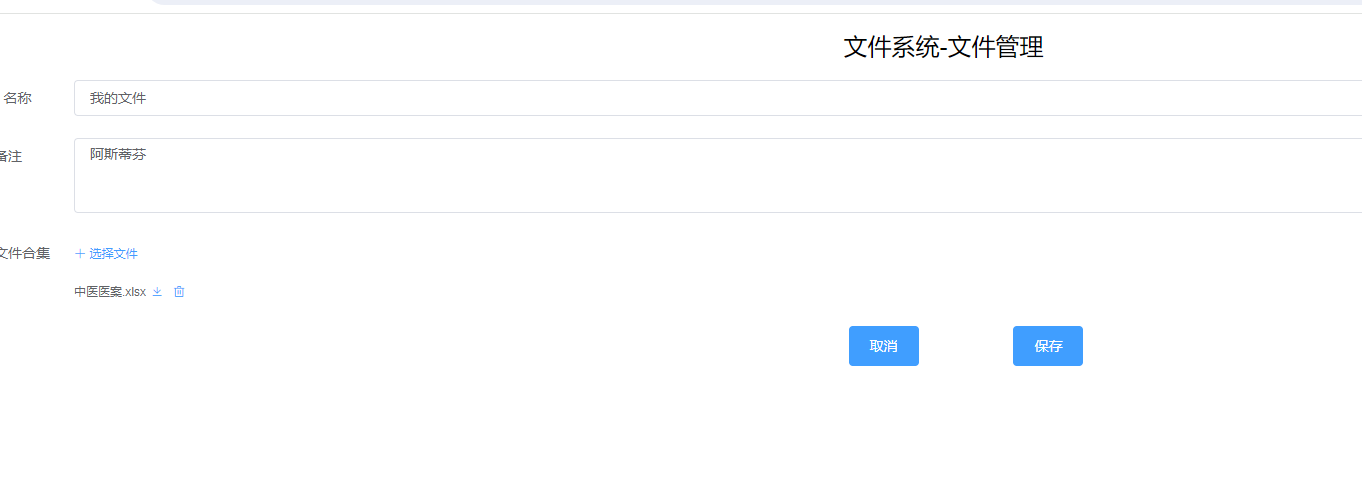 文件系统-文件管理
名称
我的文件
备注
阿斯蒂芬
文件合集
选择文件
中医医案.xlsx
取消
保存